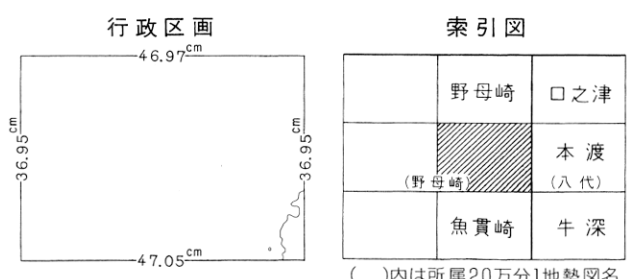 行政区画
46.97cm
36.95cm
36.95cm
47.05cm
索引図
野母崎
口之津
本渡
(野母崎)
(八代)
魚貫崎
牛深
( )内は所属20万分1地勢図名